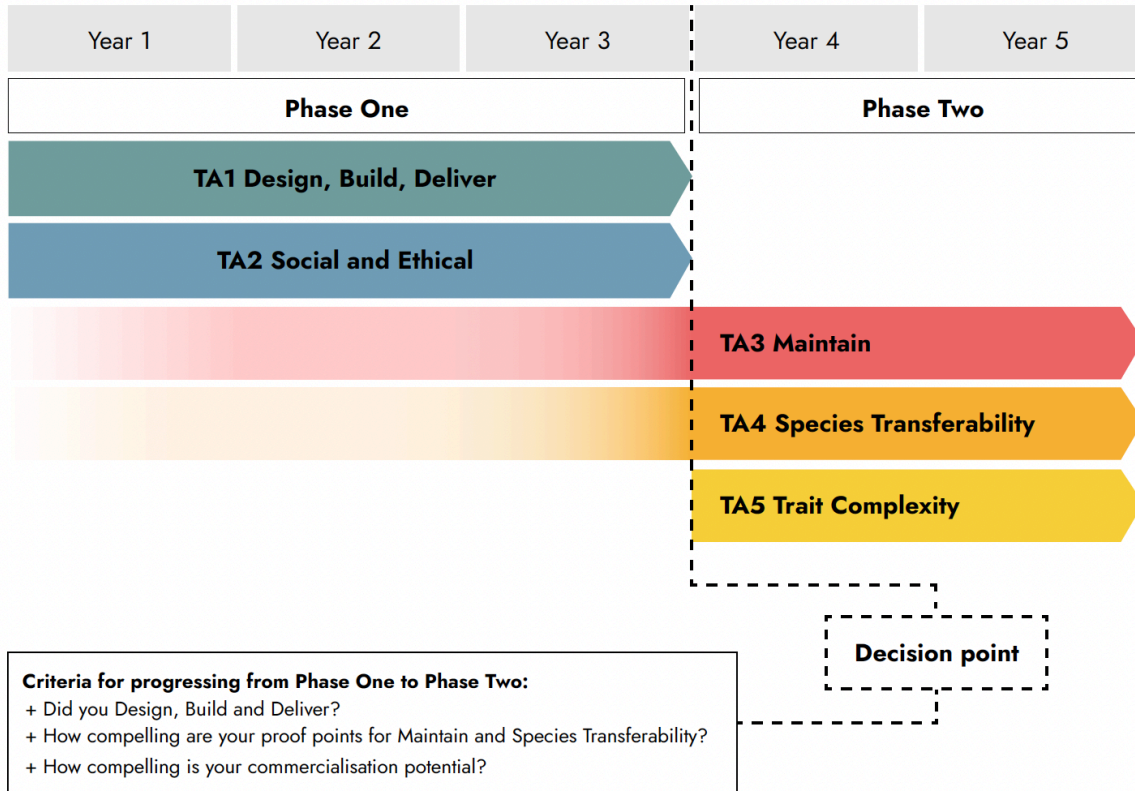 Year 1
Year 2
Year 3
Year 4
Year 5
Phase One
Phase Two
TA1 Design, Build, Deliver
TA2 Social and Ethical
TA3 Maintain
TA4 Species Transferability
TA5 Trait Complexity
Decision point
Criteria for progressing from Phase One to Phase Two:
+ Did you Design, Build and Deliver?
+ How compelling are your proof points for Maintain and Species Transferability?
+ How compelling is your commercialisation potential?